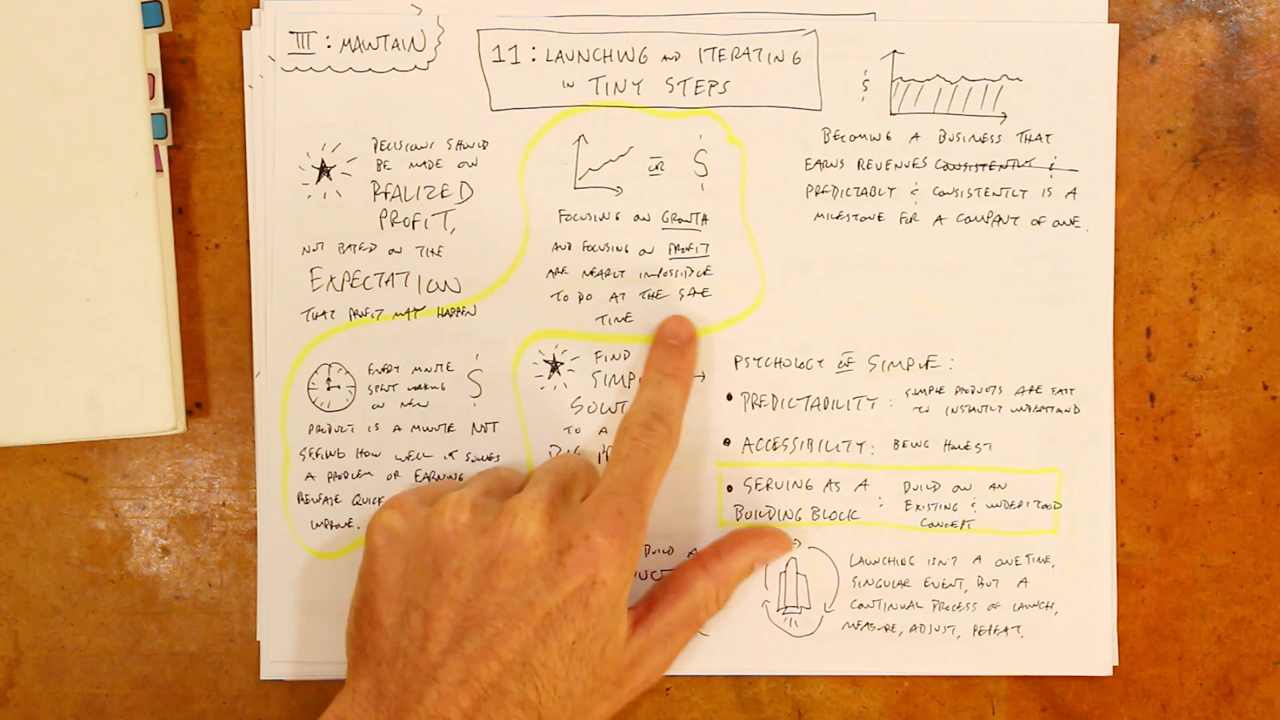 III: MAINTAIN
11: LAUNCHING AND ITERATING
IN TINY STEPS
DECISIONS SHOULD
BE MADE ON
REALIZED
PROFIT,
NOT BASED ON THE
EXPECTATION
THAT PROFIT MAY HAPPEN
OR $
FOCUSING ON GROWTH
AND FOCUSING ON PROFIT
ARE NEARLY IMPOSSIBLE
TO DO AT THE SAME
TIME
$
BECOMING A BUSINESS THAT
EARNS REVENUES CONSISTENTLY &
PREDICTABLY & CONSISTENTLY IS A
MILESTONE FOR A COMPANY OF ONE.
EVERY MINUTE
SPENT WORKING
ON NEW
$
PRODUCT IS A MINUTE NOT
SEEING HOW WELL IT SOLVES
A PROBLEM OR EARNING
RELEASE QUICK
IMPROVE.
FIND
SIMP
SOLUT
TO A
BIG
BUILD A
PSYCHOLOGY OF SIMPLE:
• PREDICTABILITY: SIMPLE PRODUCTS ARE EASY
TO INSTANTLY UNDERSTAND
• ACCESSIBILITY: BEING HONEST
• SERVING AS A
BUILDING BLOCK : BUILD ON AN
EXISTING & UNDERSTOOD
CONCEPT
LAUNCHING ISN'T A ONE TIME,
SINGULAR EVENT, BUT A
CONTINUAL PROCESS OF LAUNCH,
MEASURE, ADJUST, REPEAT.